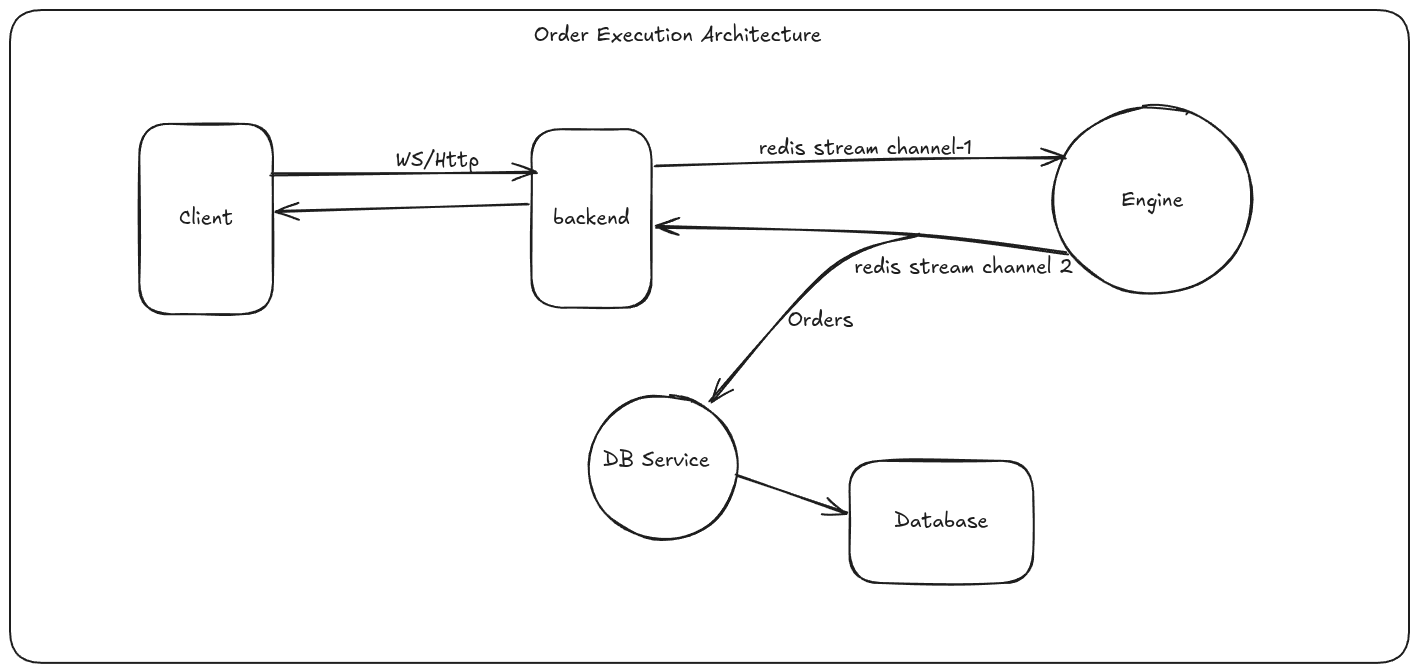 Order Execution Architecture
WS/Http
redis stream channel-1
Client
backend
Engine
redis stream channel 2
Orders
DB Service
Database